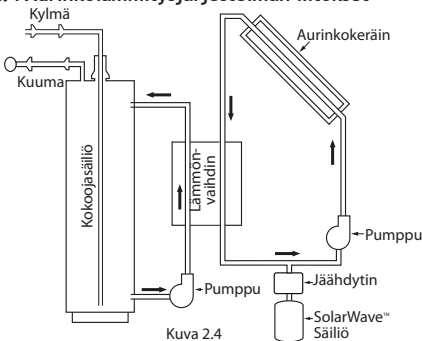 Kylmä
Kuuma
Kokoojasäiliö
Lämmön-
vaihdin
Aurinkokeräin
Pumppu
Pumppu
Jäähdytin
SolarWave™
Säiliö
Kuva 2.4